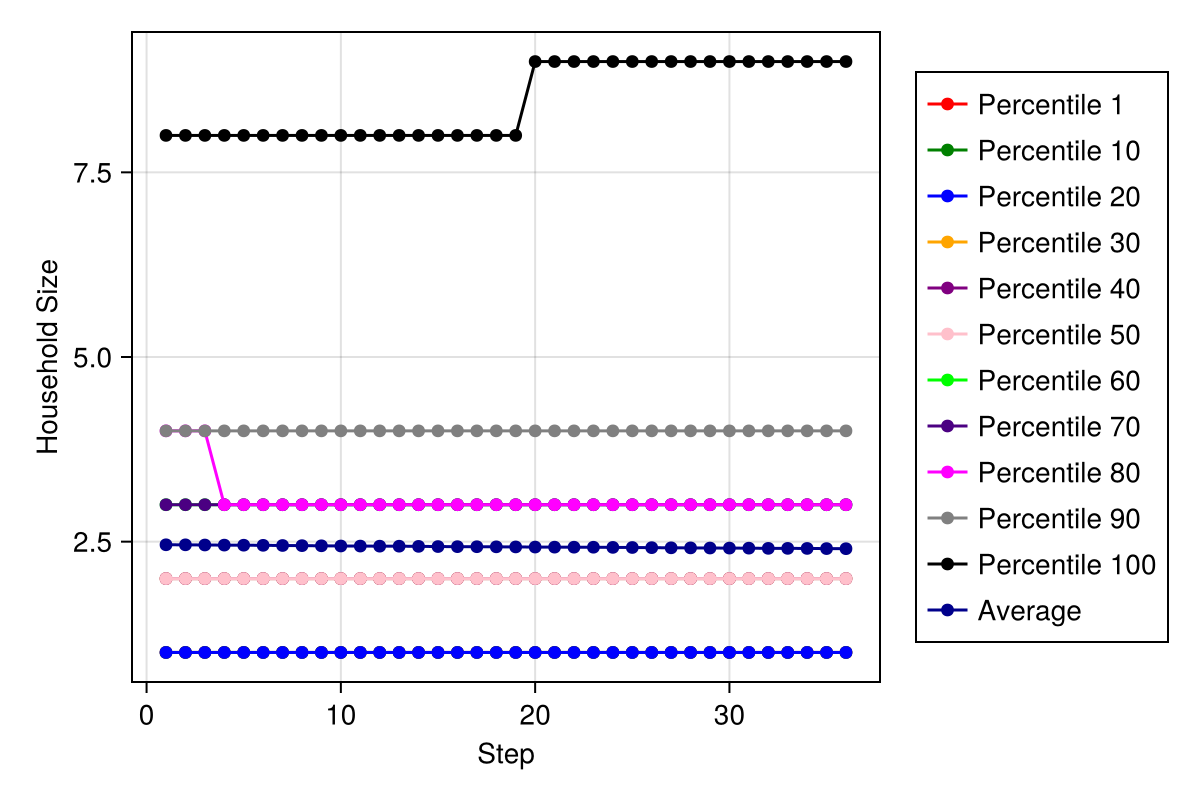 7.5
5.0
2.5
Household Size
0 10 20 30
Step
Percentile 1
Percentile 10
Percentile 20
Percentile 30
Percentile 40
Percentile 50
Percentile 60
Percentile 70
Percentile 80
Percentile 90
Percentile 100
Average